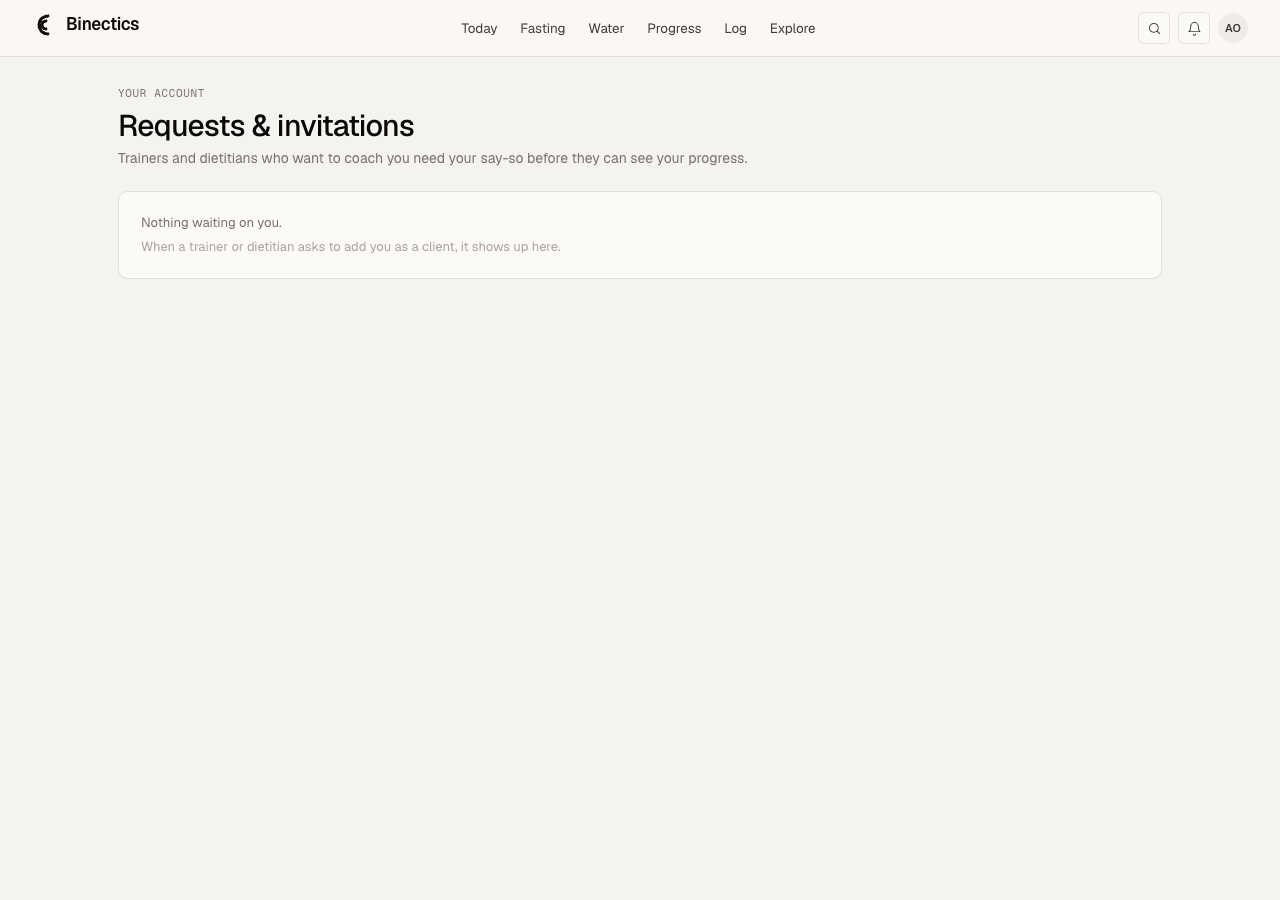 Binectics
Today Fasting Water Progress Log Explore
AO
YOUR ACCOUNT
Requests & invitations
Trainers and dietitians who want to coach you need your say-so before they can see your progress.
Nothing waiting on you.
When a trainer or dietitian asks to add you as a client, it shows up here.